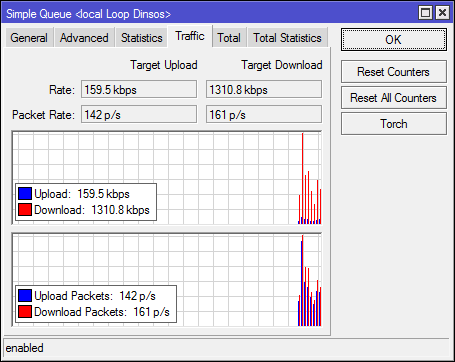 Simple Queue <local Loop Dinsos>
General Advanced Statistics Traffic Total Total Statistics
OK
Reset Counters
Reset All Counters
Torch
Target Upload Target Download
Rate: 159.5 kbps 1310.8 kbps
Packet Rate: 142 p/s 161 p/s
Upload: 159.5 kbps
Download: 1310.8 kbps
Upload Packets: 142 p/s
Download Packets: 161 p/s
enabled